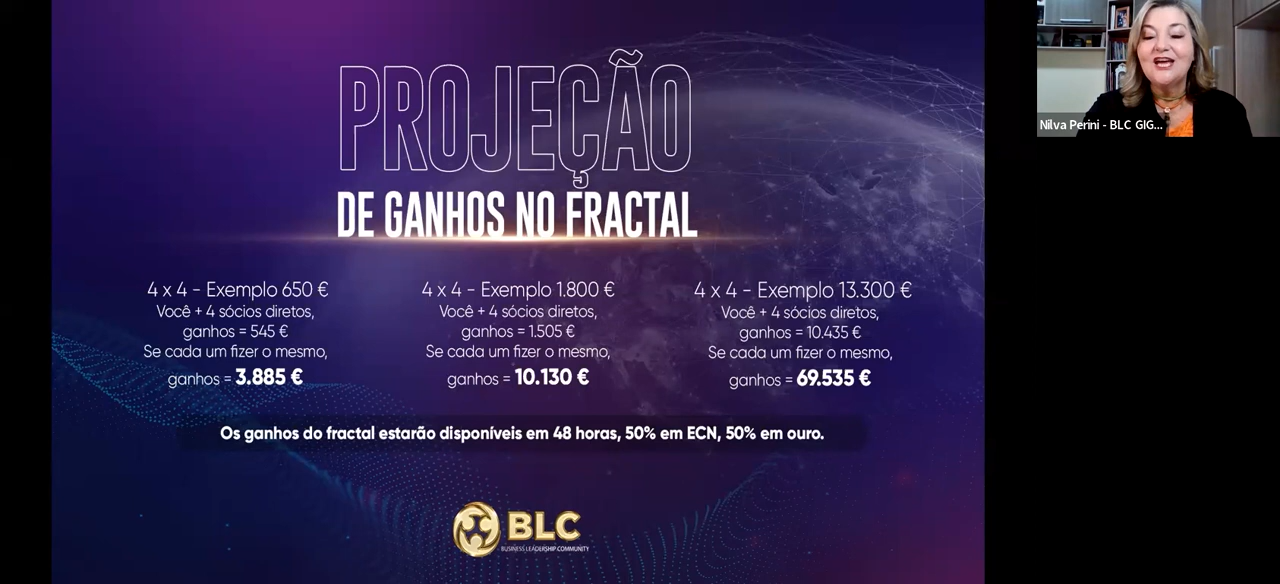 PROJEÇÃO
DE GANHOS NO FRACTAL
4 x 4 - Exemplo 650 €
Você + 4 sócios diretos,
ganhos = 545 €
Se cada um fizer o mesmo,
ganhos = 3.885 €
4 x 4 - Exemplo 1.800 €
Você + 4 sócios diretos,
ganhos = 1.505 €
Se cada um fizer o mesmo,
ganhos = 10.130 €
4 x 4 - Exemplo 13.300 €
Você + 4 sócios diretos,
ganhos = 10.435 €
Se cada um fizer o mesmo,
ganhos = 69.535 €
Os ganhos do fractal estarão disponíveis em 48 horas, 50% em ECN, 50% em ouro.
BLC
BUSINESS LEADERSHIP COMMUNITY
Nilva Perini - BLC GIG...